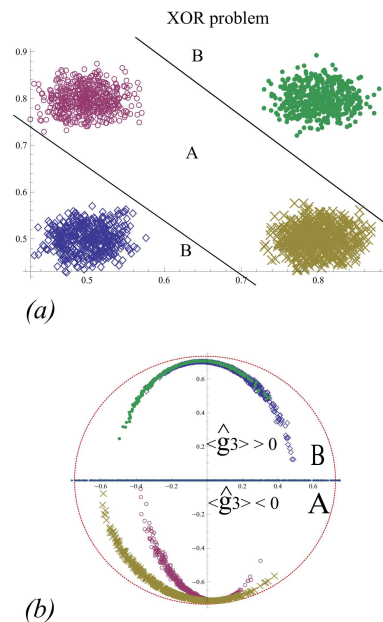 XOR problem
0.9
B
0.8
A
0.7
0.6
0.5
B
0.5 0.6 0.7 0.8
(a)
0.6
0.4
0.2
<ĝ3> > 0
B
-0.6 -0.4 -0.2 0.2 0.4 0.6
<ĝ3> < 0
A
-0.2
-0.4
-0.6
(b)